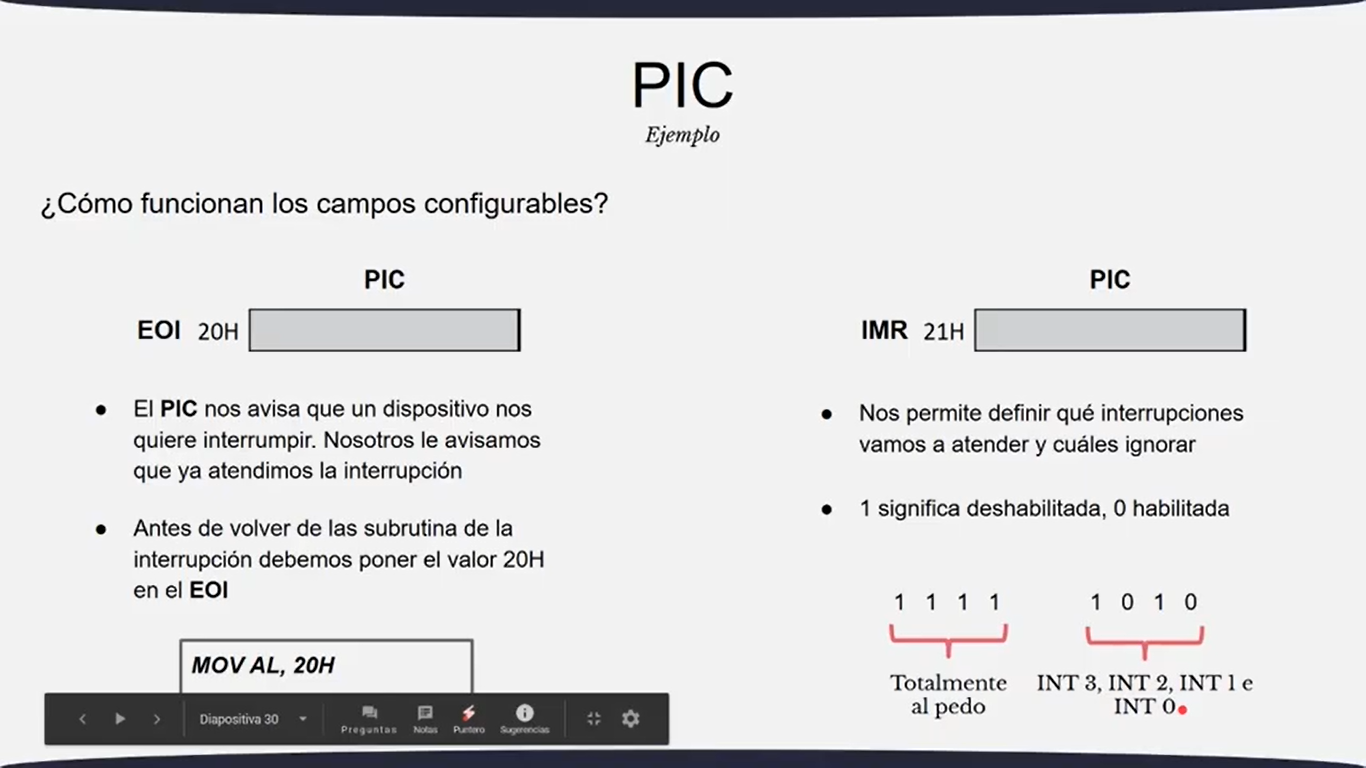 PIC
Ejemplo
¿Cómo funcionan los campos configurables?
PIC
EOI 20H
● El PIC nos avisa que un dispositivo nos
quiere interrumpir. Nosotros le avisamos
que ya atendimos la interrupción
● Antes de volver de las subrutina de la
interrupción debemos poner el valor 20H
en el EOI
MOV AL, 20H
PIC
IMR 21H
● Nos permite definir qué interrupciones
vamos a atender y cuáles ignorar
● 1 significa deshabilitada, 0 habilitada
1 1 1 1 1 0 1 0
Totalmente
al pedo
INT 3, INT 2, INT 1 e
INT 0
Diapositiva 30
Preguntas
Notas
Puntero
Sugerencias